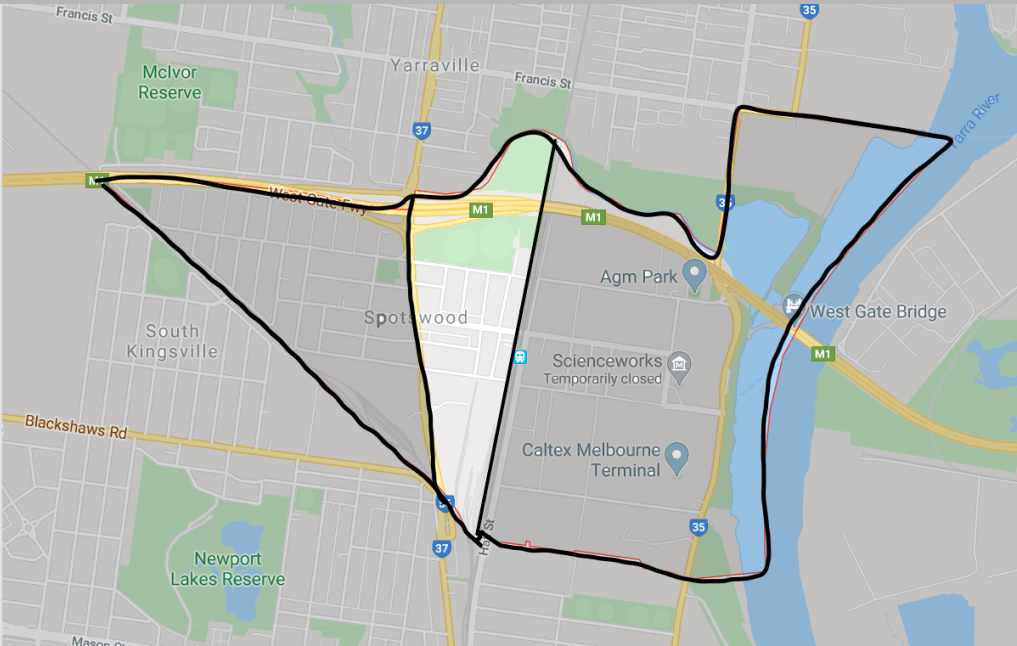 Francis St
35
Yarraville
McIvor
Reserve
Francis St
37
Yarra River
M1
West Gate Fwy
M1
M1
35
Agm Park
West Gate Bridge
Spotswood
South
Kingsville
M1
Scienceworks
Temporarily closed
Blackshaws Rd
Caltex Melbourne
Terminal
35
37
Newport
Lakes Reserve
Mason St